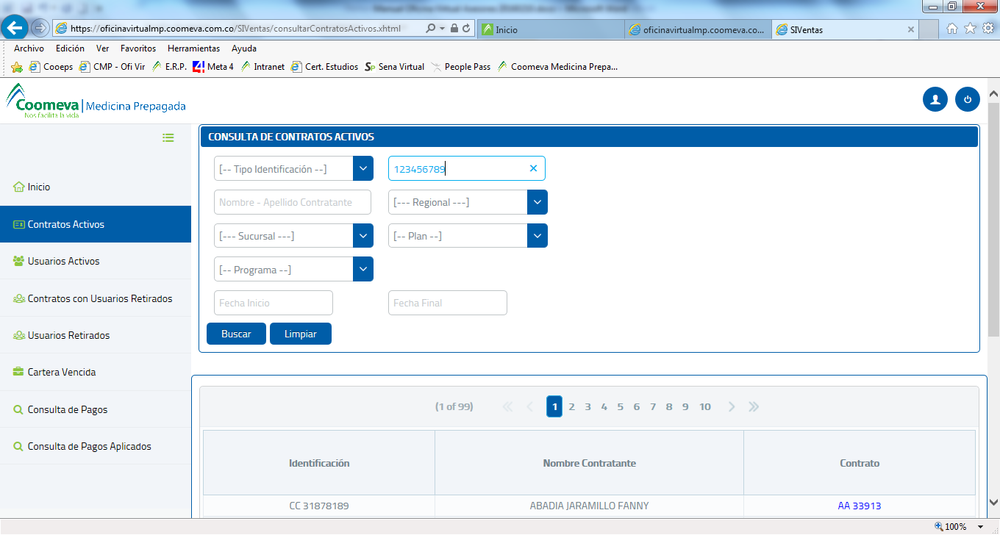 https://oficinavirtualmp.coomeva.com.co/SIVentas/consultarContratosActivos.xhtml
Inicio
oficinavirtualmp.coomeva.co...
SIVentas
Archivo Edición Ver Favoritos Herramientas Ayuda
Cooeps CMP - Ofi Vir E.R.P. Meta 4 Intranet Cert. Estudios Sena Virtual People Pass Coomeva Medicina Prepa...
Coomeva | Medicina Prepagada
Nos facilita la vida
CONSULTA DE CONTRATOS ACTIVOS
[-- Tipo Identificación --] 123456789
Nombre - Apellido Contratante [--- Regional ---]
[--- Sucursal ---] [-- Plan --]
[-- Programa --]
Fecha Inicio Fecha Final
Buscar Limpiar
Inicio
Contratos Activos
Usuarios Activos
Contratos con Usuarios Retirados
Usuarios Retirados
Cartera Vencida
Consulta de Pagos
Consulta de Pagos Aplicados
(1 of 99) 1 2 3 4 5 6 7 8 9 10
Identificación Nombre Contratante Contrato
CC 31878189 ABADIA JARAMILLO FANNY AA 33913
100%